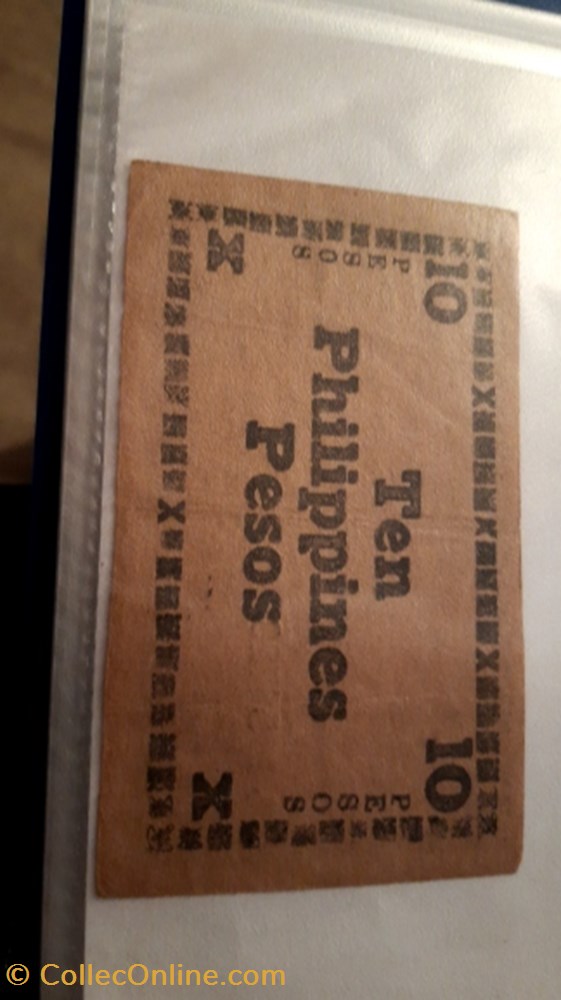 10 10
PESOS PESOS
Ten
Philippines
Pesos
X X
© CollecOnline.com